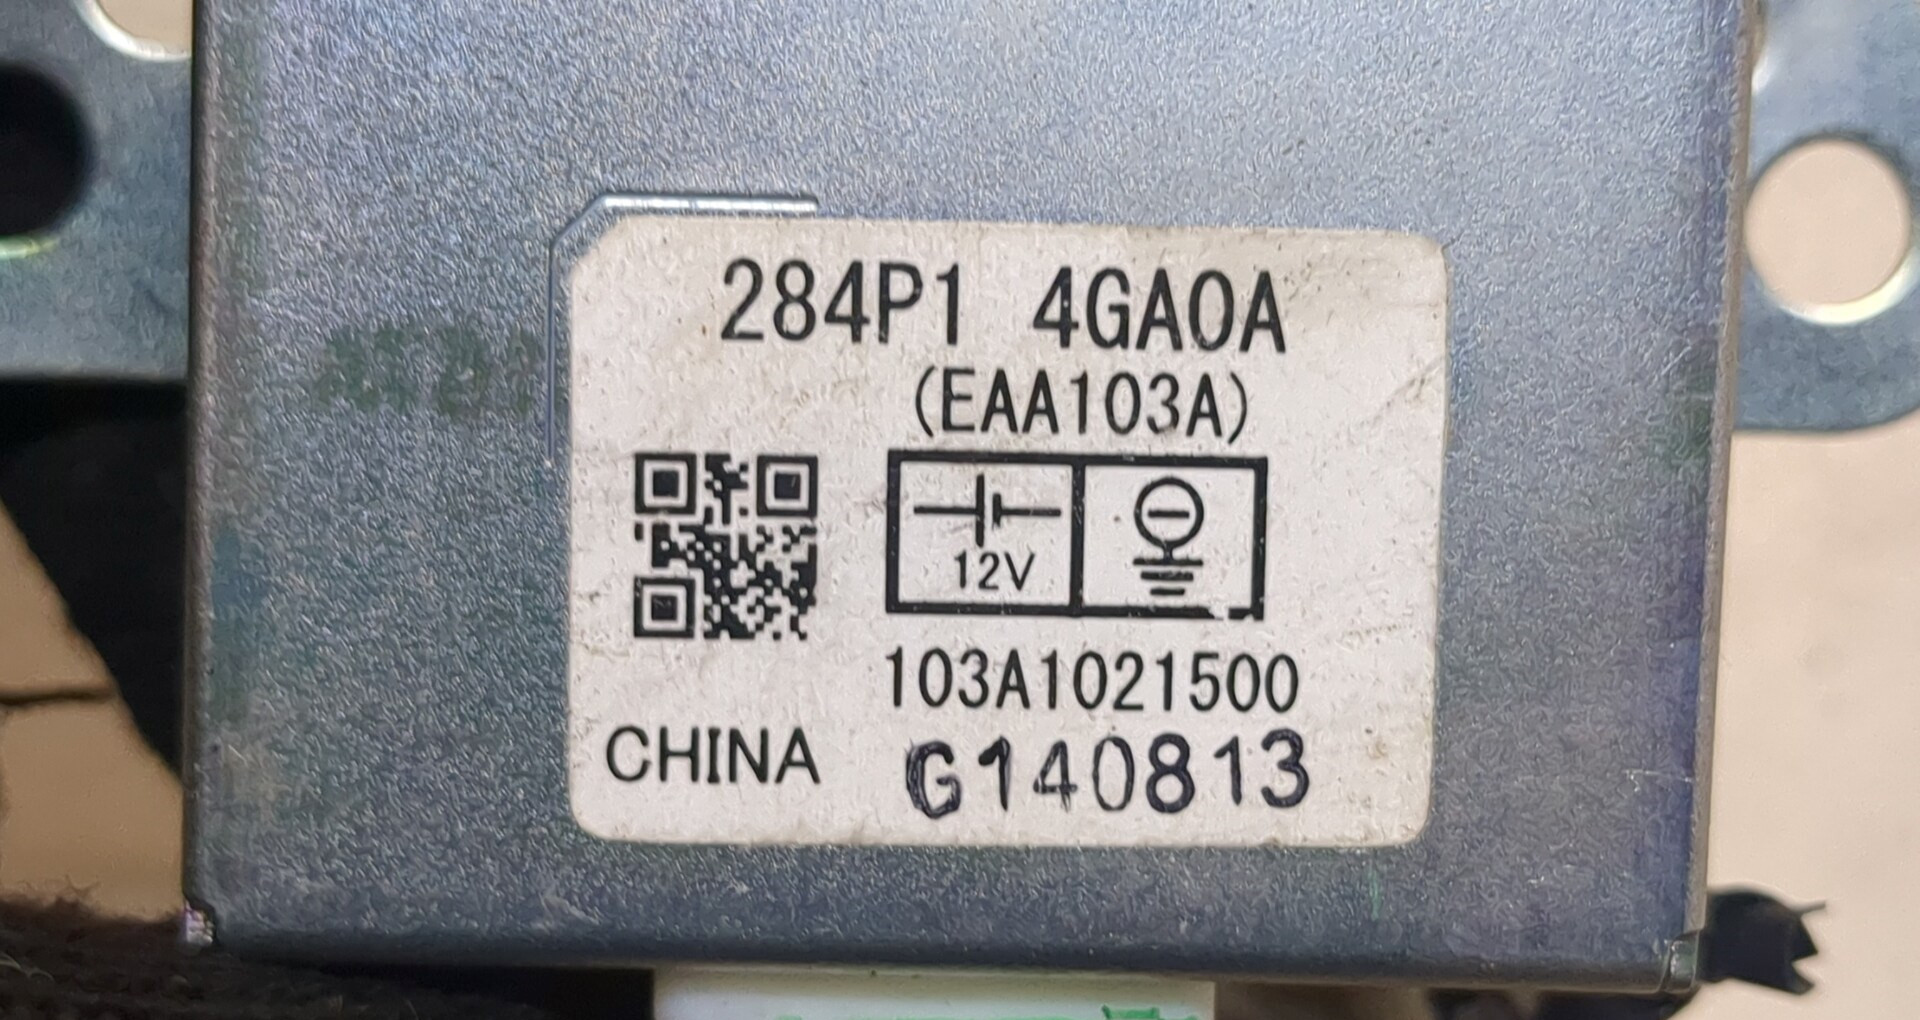 284P1 4GA0A
(EAA103A)
12V
103A1021500
CHINA G140813